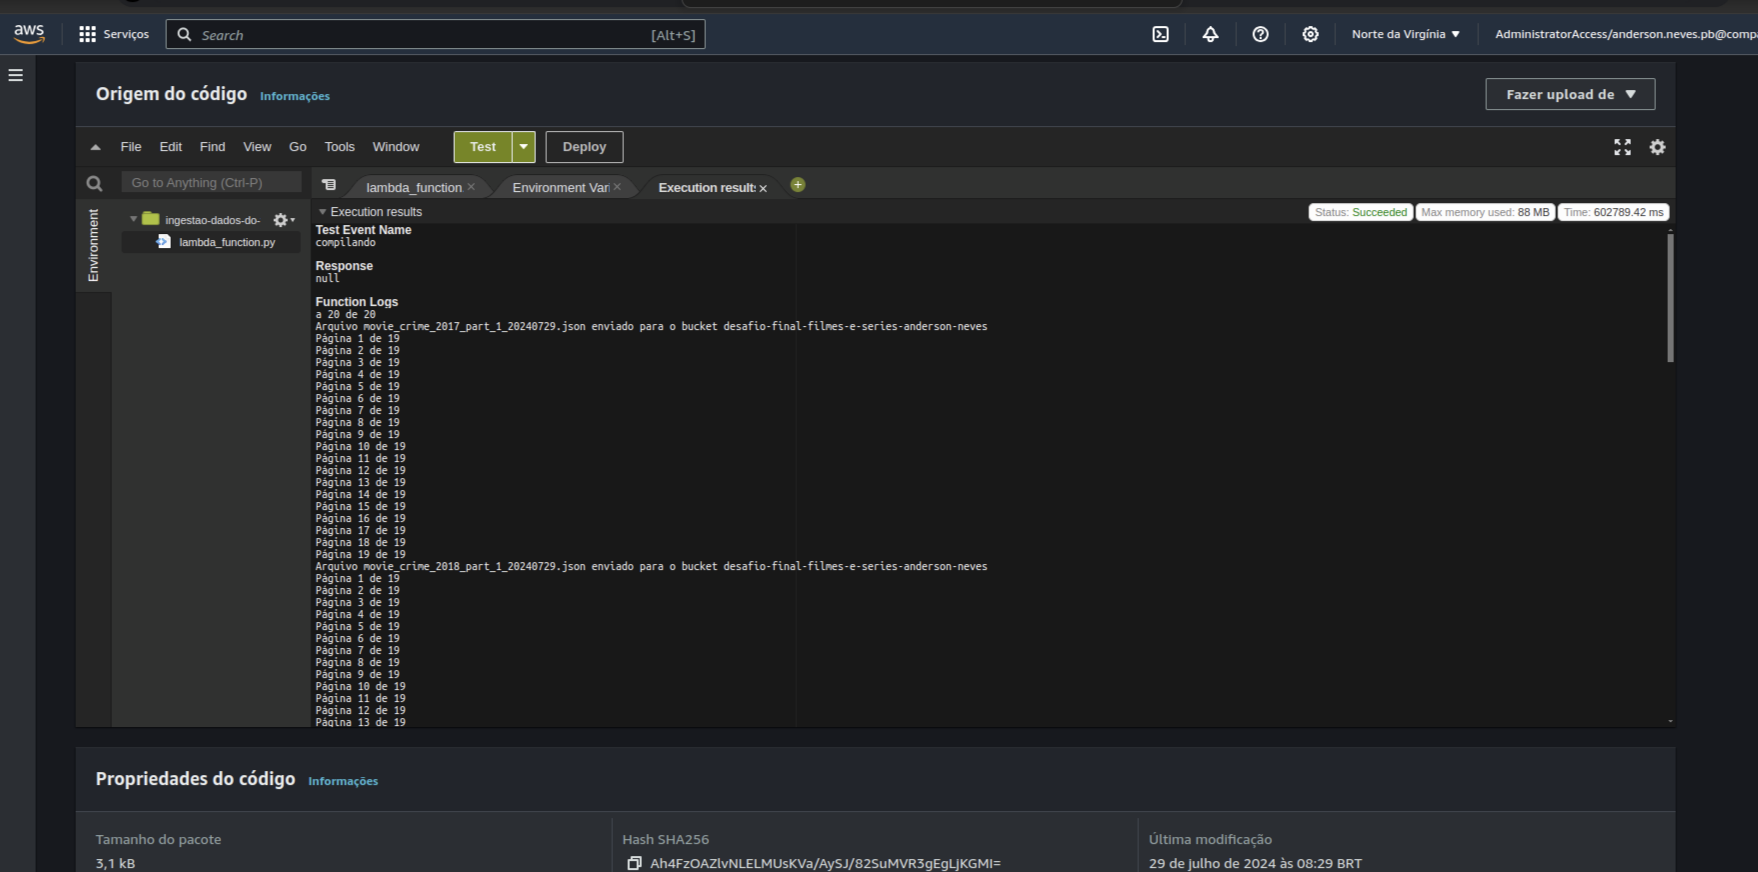 aws
Serviços
Search
[Alt+S]
Norte da Virgínia
AdministratorAccess/anderson.neves.pb@comp
Origem do código
Informações
Fazer upload de
File Edit Find View Go Tools Window
Test
Deploy
Go to Anything (Ctrl-P)
lambda_function
Environment Vari
Execution results
Environment
ingestao-dados-do-
lambda_function.py
Execution results
Status: Succeeded
Max memory used: 88 MB
Time: 602789.42 ms
Test Event Name
compilando
Response
null
Function Logs
a 20 de 20
Arquivo movie_crime_2017_part_1_20240729.json enviado para o bucket desafio-final-filmes-e-series-anderson-neves
Página 1 de 19
Página 2 de 19
Página 3 de 19
Página 4 de 19
Página 5 de 19
Página 6 de 19
Página 7 de 19
Página 8 de 19
Página 9 de 19
Página 10 de 19
Página 11 de 19
Página 12 de 19
Página 13 de 19
Página 14 de 19
Página 15 de 19
Página 16 de 19
Página 17 de 19
Página 18 de 19
Página 19 de 19
Arquivo movie_crime_2018_part_1_20240729.json enviado para o bucket desafio-final-filmes-e-series-anderson-neves
Página 1 de 19
Página 2 de 19
Página 3 de 19
Página 4 de 19
Página 5 de 19
Página 6 de 19
Página 7 de 19
Página 8 de 19
Página 9 de 19
Página 10 de 19
Página 11 de 19
Página 12 de 19
Página 13 de 19
Propriedades do código
Informações
Tamanho do pacote
3,1 kB
Hash SHA256
Ah4FzOAZlvNLELMUsKVa/AySJ/82SuMVR3gEgLjKGMI=
Última modificação
29 de julho de 2024 às 08:29 BRT